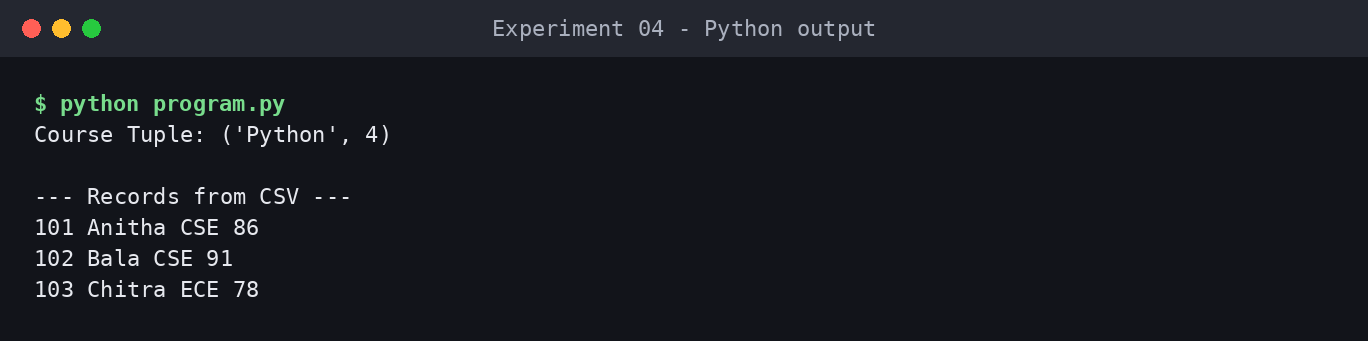 Experiment 04 - Python output
$ python program.py
Course Tuple: ('Python', 4)
--- Records from CSV ---
101 Anitha CSE 86
102 Bala CSE 91
103 Chitra ECE 78